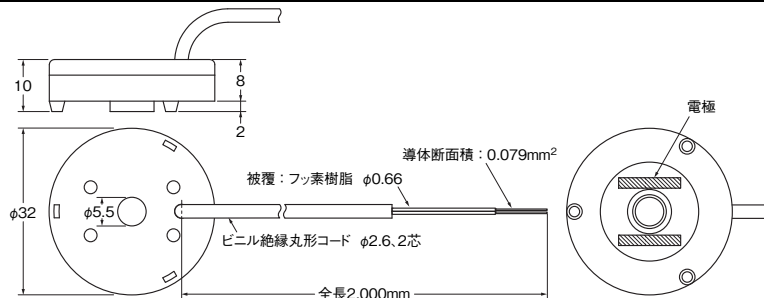 10
8
2
電極
導体断面積：0.079mm²
被覆：フッ素樹脂 φ0.66
φ32
φ5.5
ビニル絶縁丸形コード φ2.6、2芯
全長2,000mm